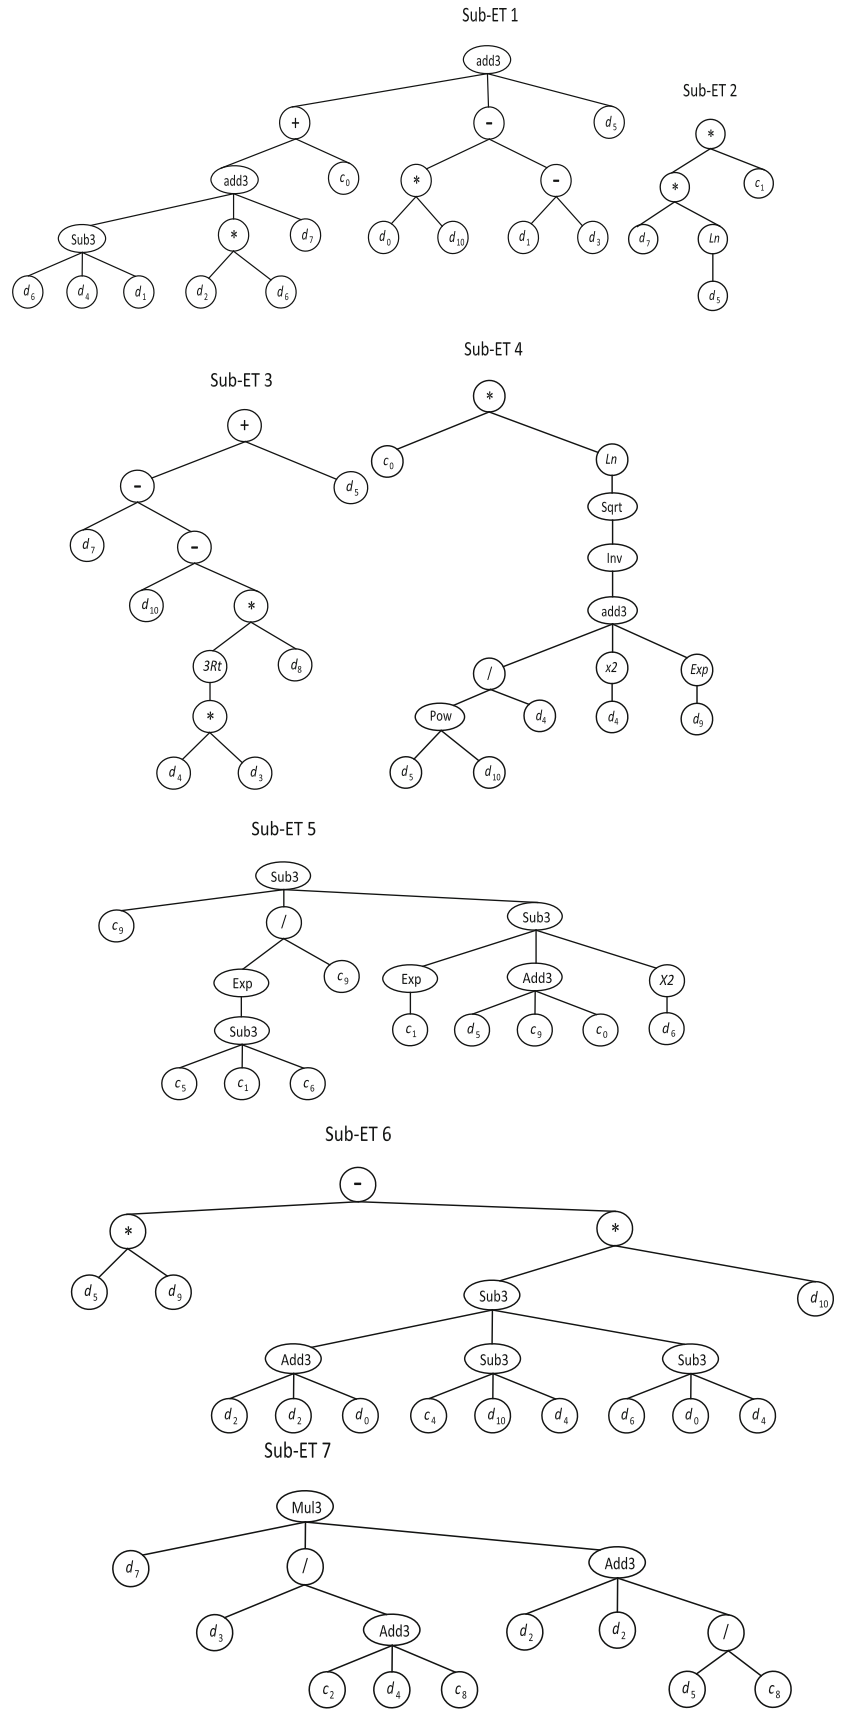 Sub-ET 1
add3
Sub-ET 2
+ - d5
*
add3 c0 * - * c1
Sub3 * d7 d0 d10 d1 d3 d7 Ln
d6 d4 d1 d2 d6 d5
Sub-ET 4
Sub-ET 3
*
+
c0 Ln
- d5
Sqrt
d7 -
Inv
d10 * add3
3Rt d8 / x2 Exp
* Pow d4 d4 d9
d4 d3 d5 d10
Sub-ET 5
Sub3
c9 / Sub3
Exp c9 Exp Add3 X2
Sub3 c1 d5 c9 c0 d6
c5 c1 c6
Sub-ET 6
-
* *
d5 d9 Sub3 d10
Add3 Sub3 Sub3
d2 d2 d0 c4 d10 d4 d6 d0 d4
Sub-ET 7
Mul3
d7 / Add3
d3 Add3 d2 d2 /
c2 d4 c8 d5 c8